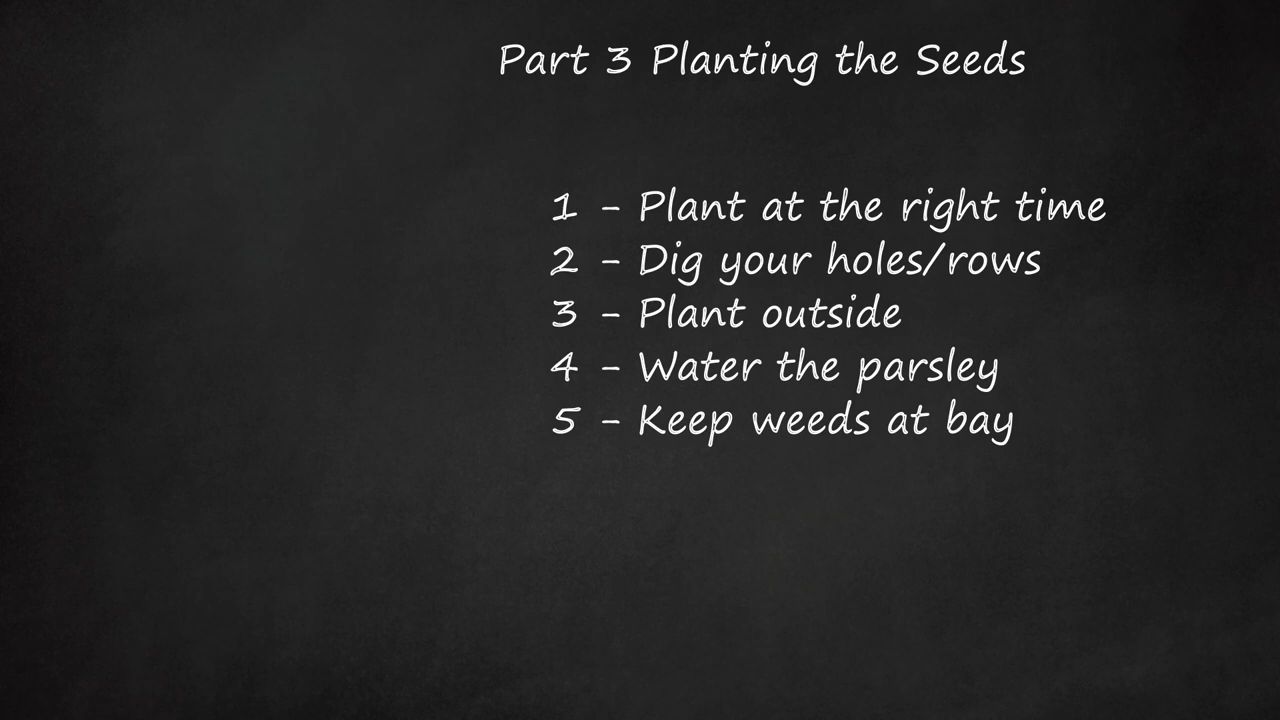 Part 3 Planting the Seeds
1 - Plant at the right time
2 - Dig your holes/rows
3 - Plant outside
4 - Water the parsley
5 - Keep weeds at bay